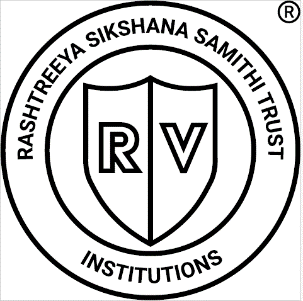 ®
RASHTREEYA SIKSHANA SAMITHI TRUST
RV
INSTITUTIONS